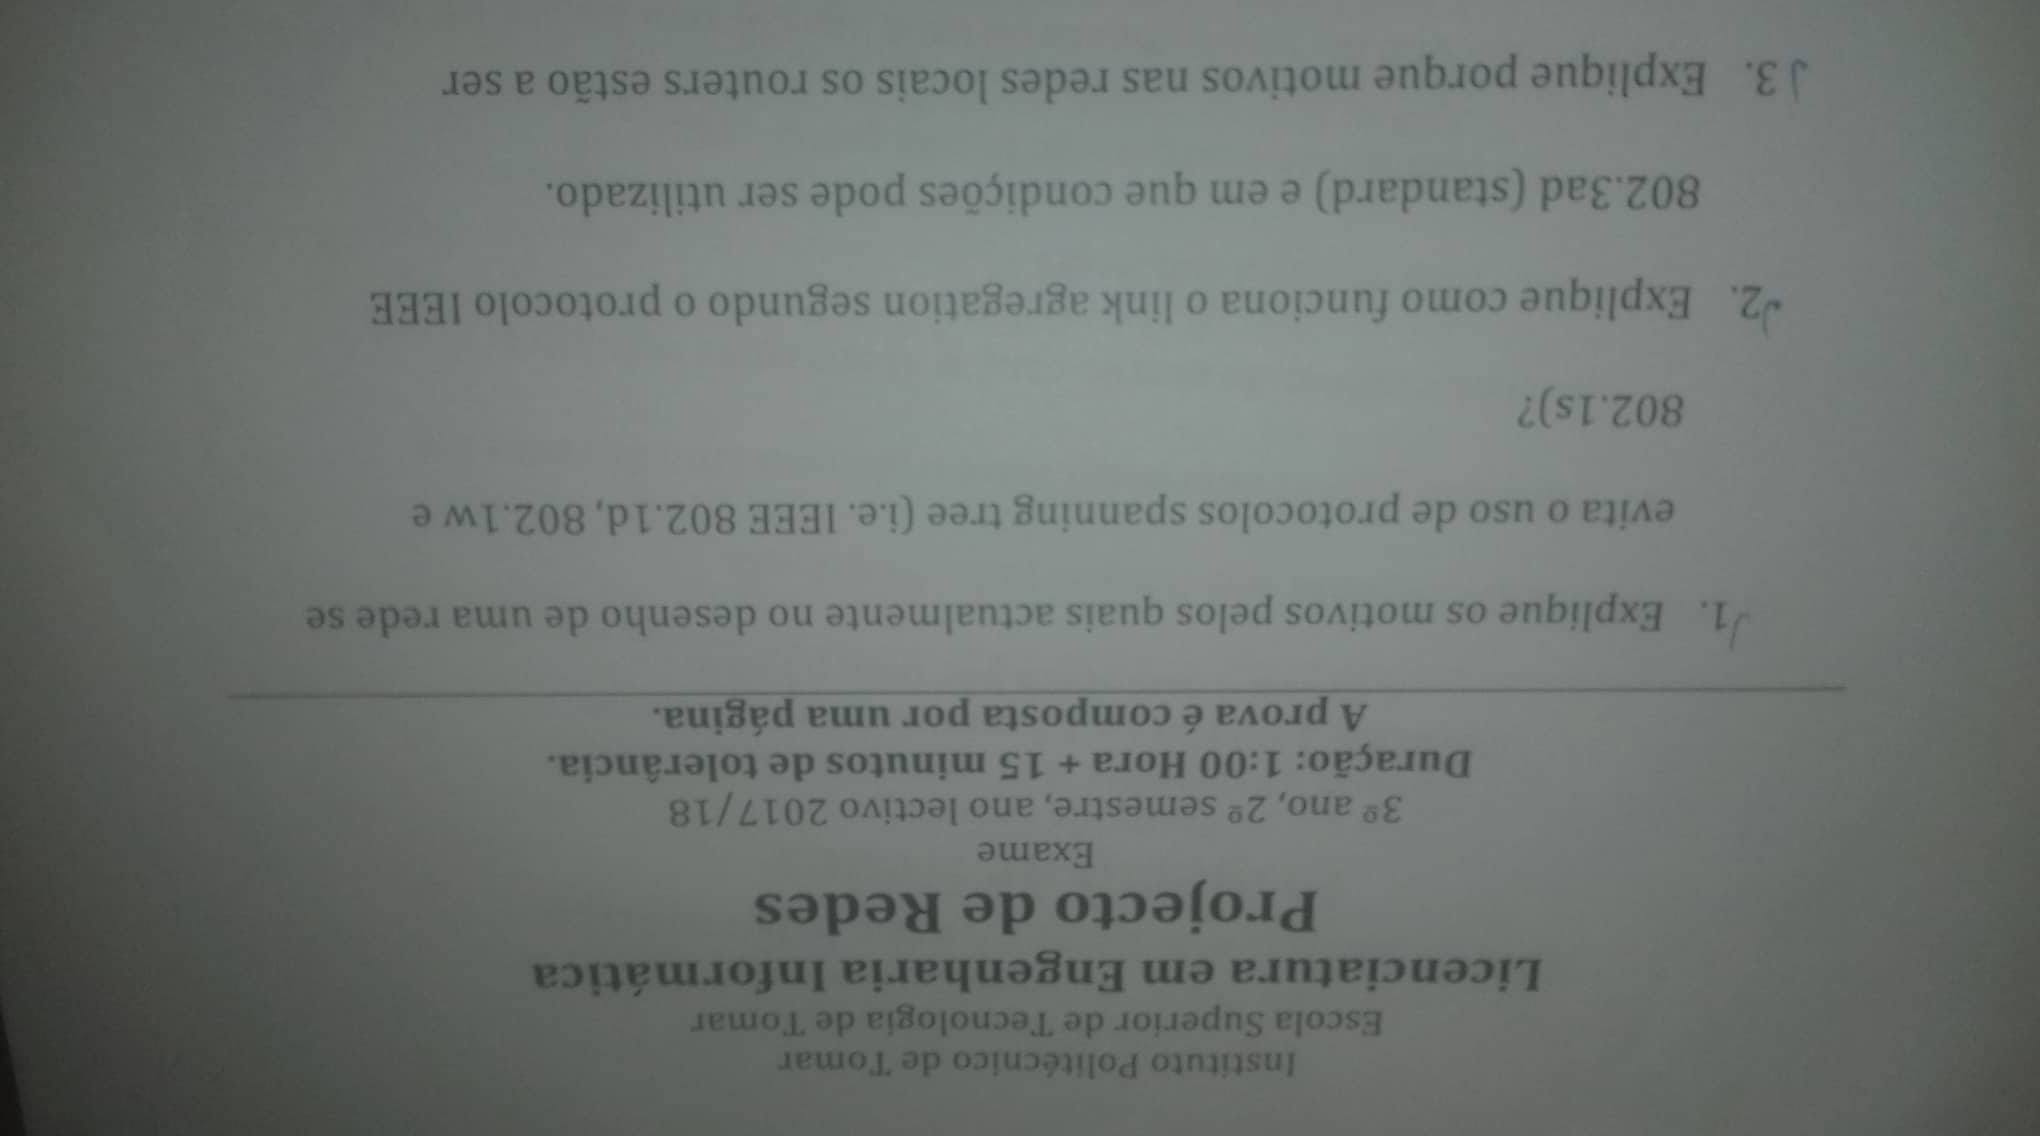 Instituto Politécnico de Tomar
Escola Superior de Tecnologia de Tomar
Licenciatura em Engenharia Informática
Projecto de Redes
Exame
3º ano, 2º semestre, ano lectivo 2017/18
Duração: 1:00 Hora + 15 minutos de tolerância.
A prova é composta por uma página.
1. Explique os motivos pelos quais actualmente no desenho de uma rede se
evita o uso de protocolos spanning tree (i.e. IEEE 802.1d, 802.1w e
802.1s)?
2. Explique como funciona o link agregation segundo o protocolo IEEE
802.3ad (standard) e em que condições pode ser utilizado.
3. Explique porque motivos nas redes locais os routers estão a ser